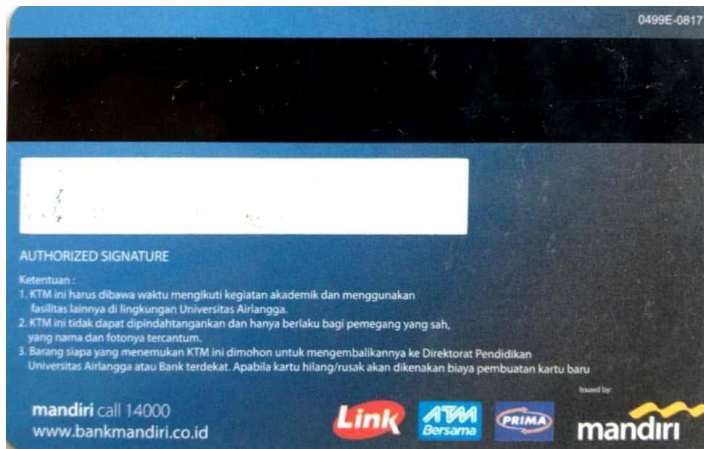 0499E-0817
AUTHORIZED SIGNATURE
Ketentuan :
1. KTM ini harus dibawa waktu mengikuti kegiatan akademik dan menggunakan
fasilitas lainnya di lingkungan Universitas Airlangga.
2. KTM ini tidak dapat dipindahtangankan dan hanya berlaku bagi pemegang yang sah,
yang nama dan fotonya tercantum.
3. Barang siapa yang menemukan KTM ini dimohon untuk mengembalikannya ke Direktorat Pendidikan
Universitas Airlangga atau Bank terdekat. Apabila kartu hilang/rusak akan dikenakan biaya pembuatan kartu baru
Issued by:
mandiri call 14000
www.bankmandiri.co.id
Link
ATM
Bersama
PRIMA
mandiri